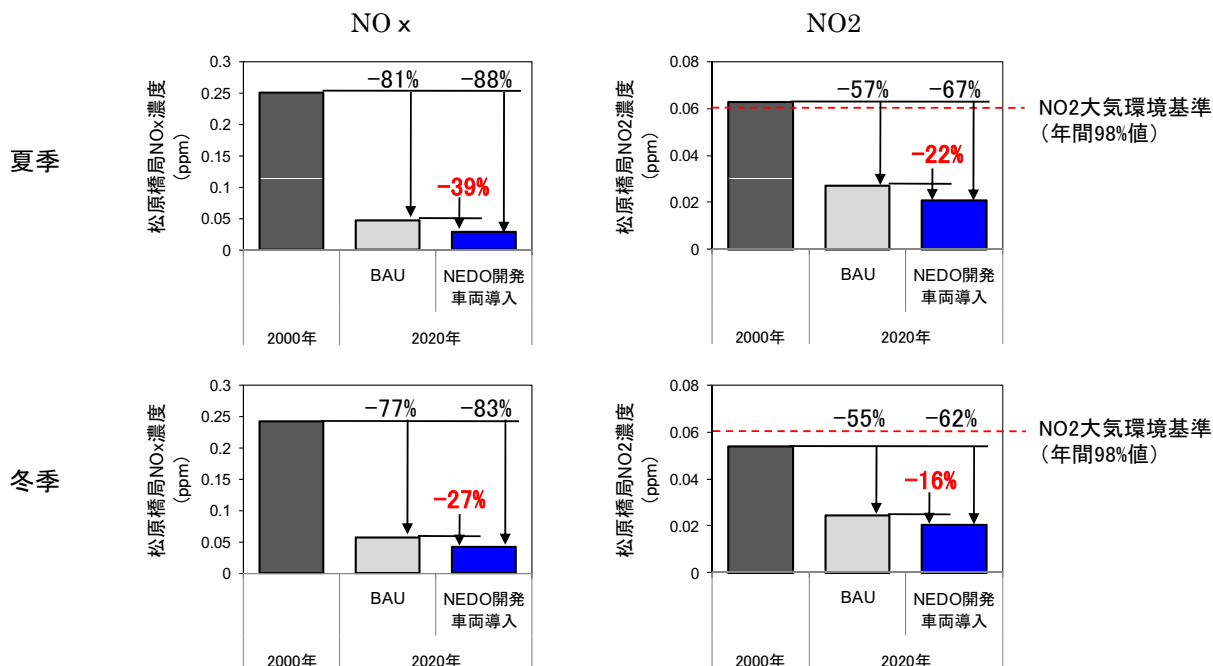 NOｘ
NO2
夏季
松原橋局NOx濃度
(ppm)
0.3
0.25
0.2
0.15
0.1
0.05
0
-81%
-88%
-39%
BAU
NEDO開発
車両導入
2000年
2020年
松原橋局NO2濃度
(ppm)
0.08
0.06
0.04
0.02
0
-57%
-67%
-22%
NO2大気環境基準
(年間98%値)
BAU
NEDO開発
車両導入
2000年
2020年
冬季
松原橋局NOx濃度
(ppm)
0.3
0.25
0.2
0.15
0.1
0.05
0
-77%
-83%
-27%
BAU
NEDO開発
車両導入
2000年
2020年
松原橋局NO2濃度
(ppm)
0.08
0.06
0.04
0.02
0
-55%
-62%
-16%
NO2大気環境基準
(年間98%値)
BAU
NEDO開発
車両導入
2000年
2020年